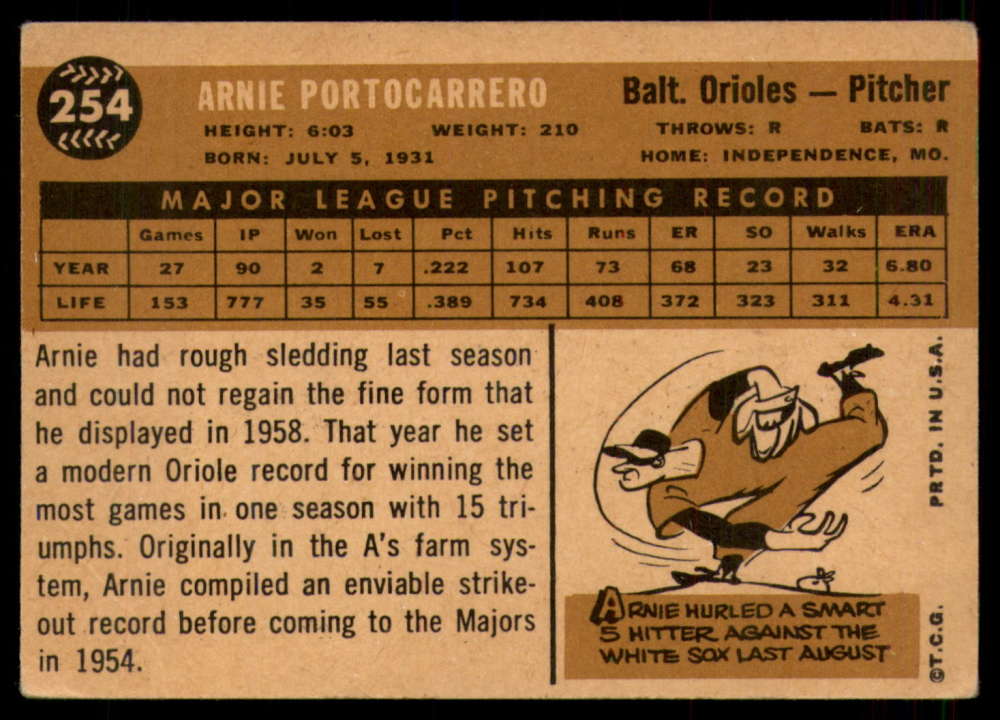 254
ARNIE PORTOCARRERO
Balt. Orioles — Pitcher
HEIGHT: 6:03 WEIGHT: 210 THROWS: R BATS: R
BORN: JULY 5, 1931 HOME: INDEPENDENCE, MO.
MAJOR LEAGUE PITCHING RECORD
Games IP Won Lost Pct Hits Runs ER SO Walks ERA
YEAR 27 90 2 7 .222 107 73 68 23 32 6.80
LIFE 153 777 35 55 .389 734 408 372 323 311 4.31
Arnie had rough sledding last season
and could not regain the fine form that
he displayed in 1958. That year he set
a modern Oriole record for winning the
most games in one season with 15 tri-
umphs. Originally in the A's farm sys-
tem, Arnie compiled an enviable strike-
out record before coming to the Majors
in 1954.
ARNIE HURLED A SMART
5 HITTER AGAINST THE
WHITE SOX LAST AUGUST
©T.C.G. PRTD. IN U.S.A.